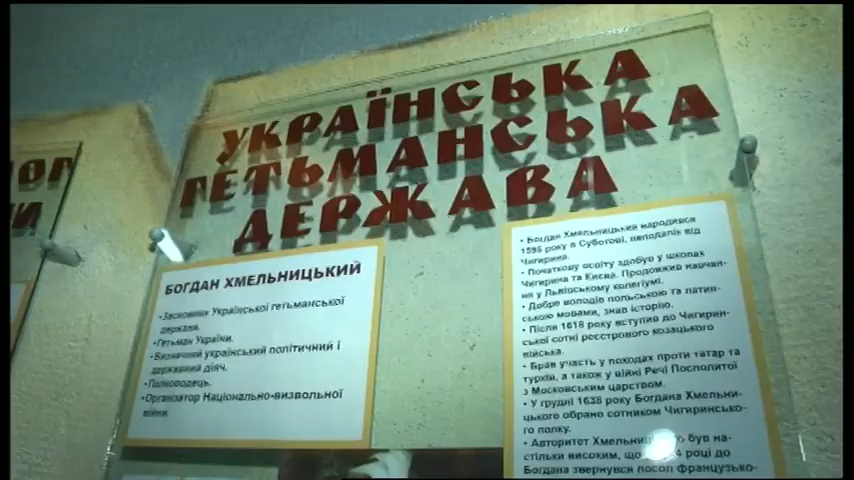 УКРАЇНСЬКА
ГЕТЬМАНСЬКА
ДЕРЖАВА
БОГДАН ХМЕЛЬНИЦЬКИЙ
•Засновник Української гетьманської
держави.
•Гетьман України.
•Визначний український політичний і
державний діяч.
•Полководець.
•Організатор Національно-визвольної
війни.
• Богдан Хмельницький народився
1595 року в Суботові, неподалік від
Чигирина.
• Початкову освіту здобув у школах
Чигирина та Києва. Продовжив навчан-
ня у Львівському колегіумі.
• Добре володів польською та латин-
ською мовами, знав історію.
• Після 1618 року вступив до Чигирин-
ської сотні реєстрового козацького
війська.
• Брав участь у походах проти татар та
турків, а також у війні Речі Посполитої
з Московським царством.
• У грудні 1638 року Богдана Хмельни-
цького обрано сотником Чигиринсько-
го полку.
• Авторитет був нас-
тільки високим, році до
Богдана звернувся посол французько-